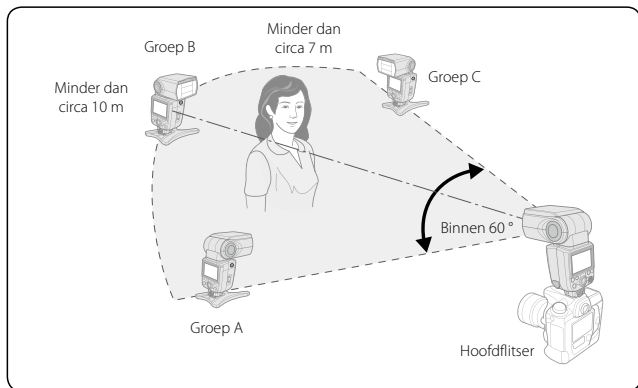 Minder dan
circa 7 m
Groep B
Groep C
Minder dan
circa 10 m
Binnen 60 °
Groep A
Hoofdflitser